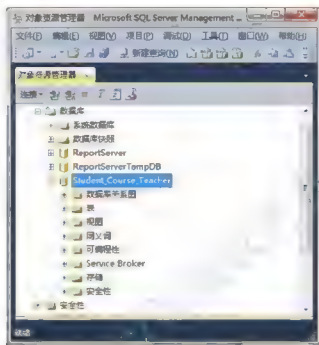 对象资源管理器 Microsoft SQL Server Management
文件(F) 编辑(E) 视图(V) 项目(P) 调试(D) 工具(T) 窗口(W) 帮助(H)
新建查询(N)
对象资源管理器
连接
数据库
系统数据库
数据库快照
ReportServer
ReportServerTempDB
Student_Course_Teacher
数据库关系图
表
视图
同义词
可编程性
Service Broker
存储
安全性
安全性
就绪